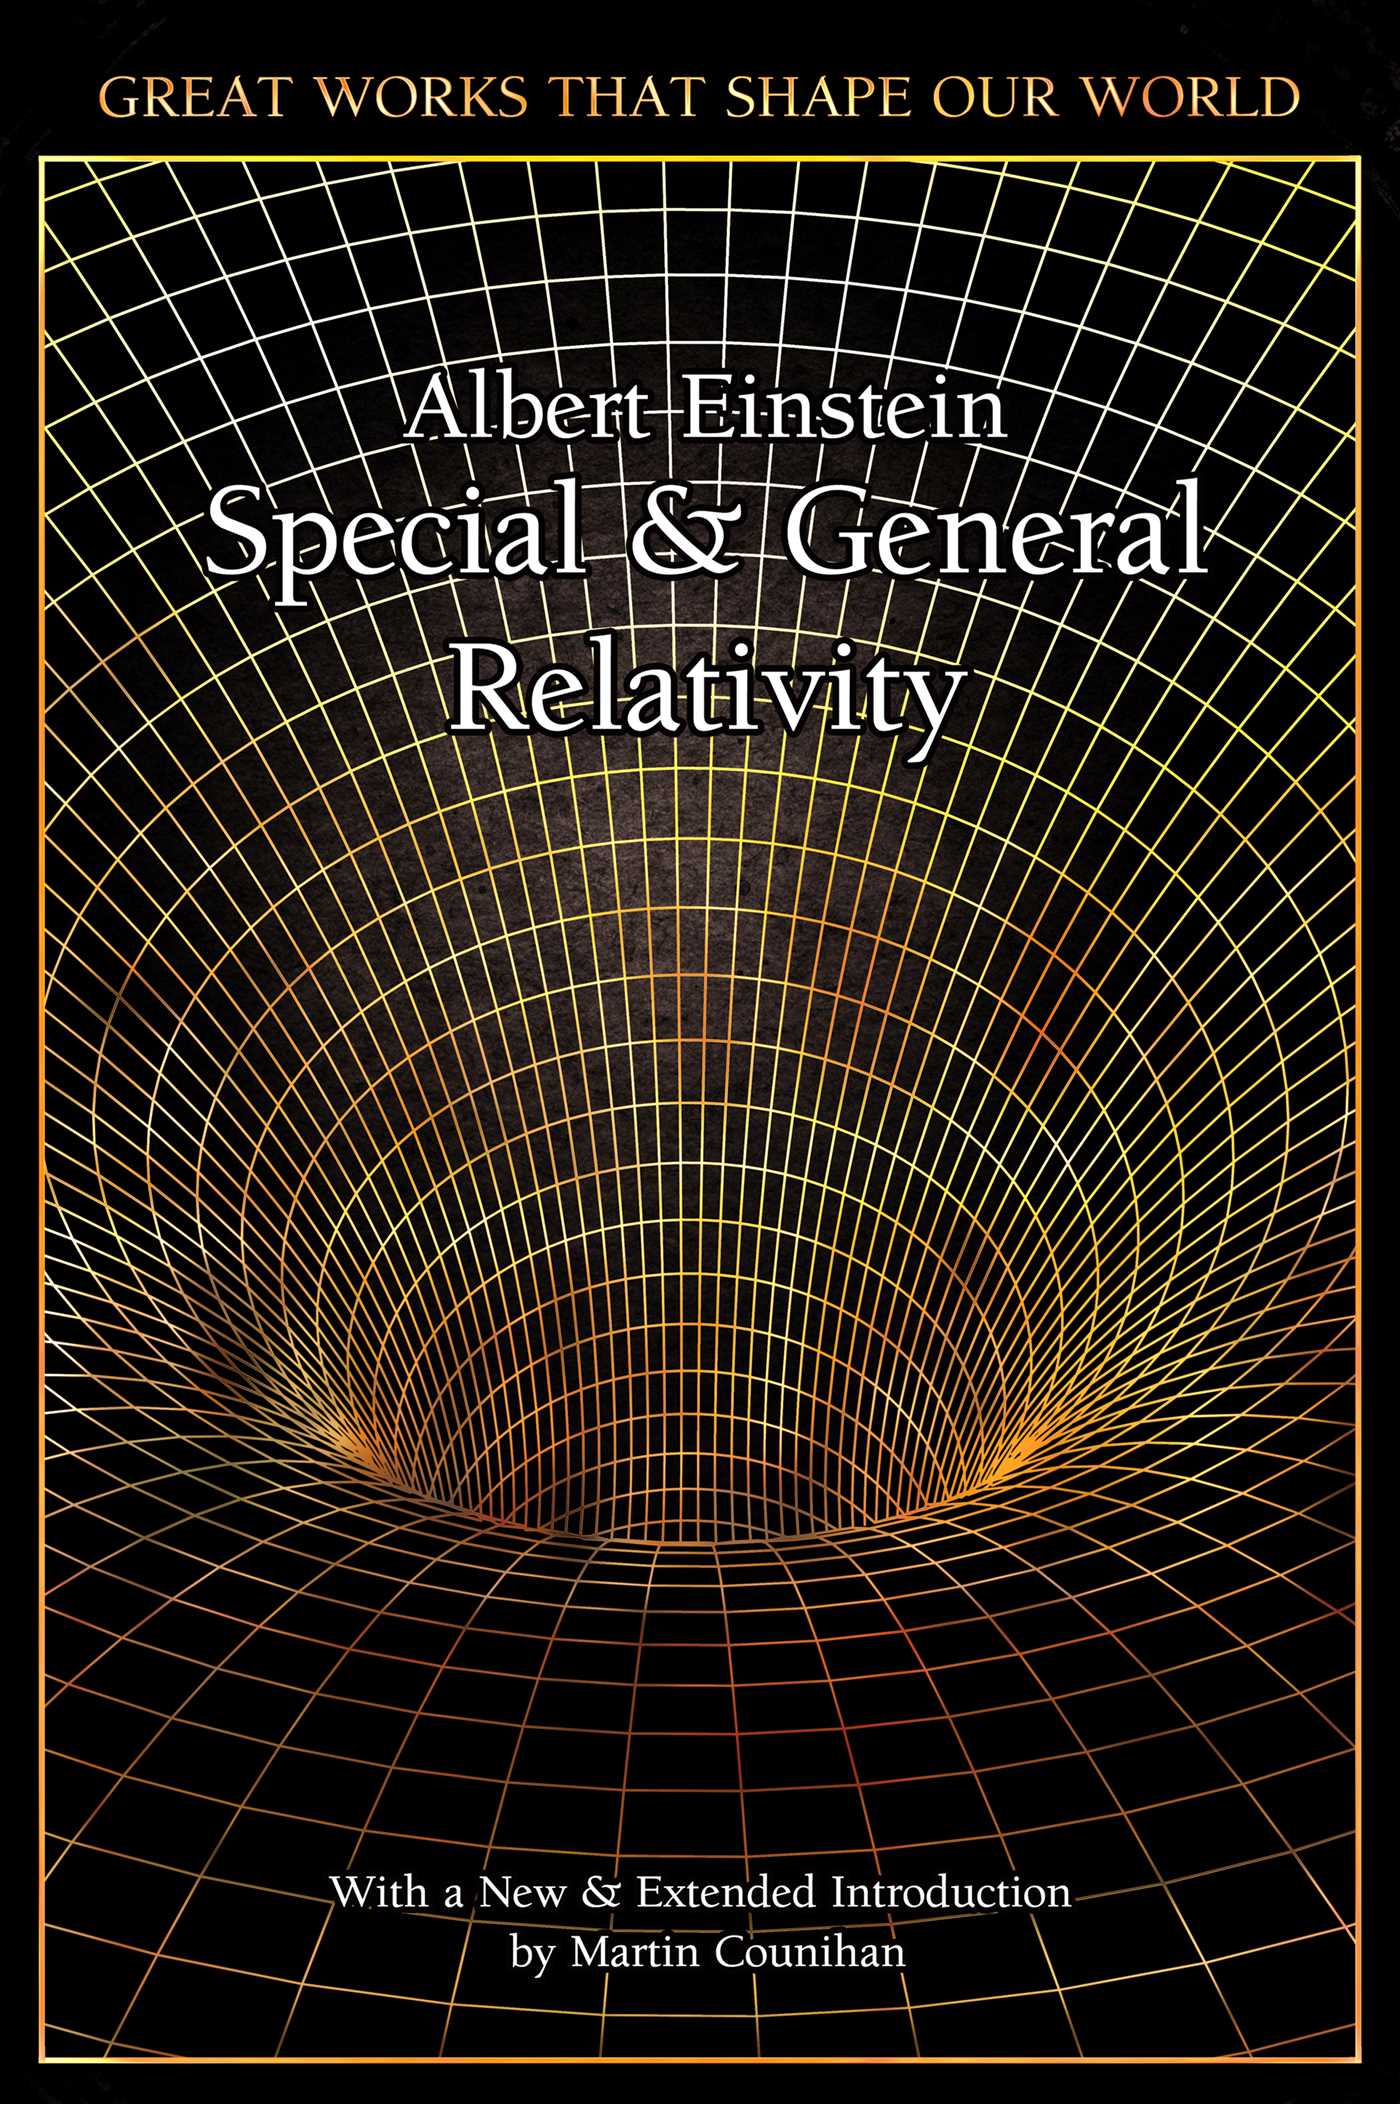 GREAT WORKS THAT SHAPE OUR WORLD
Albert Einstein
Special & General
Relativity
With a New & Extended Introduction
by Martin Counihan